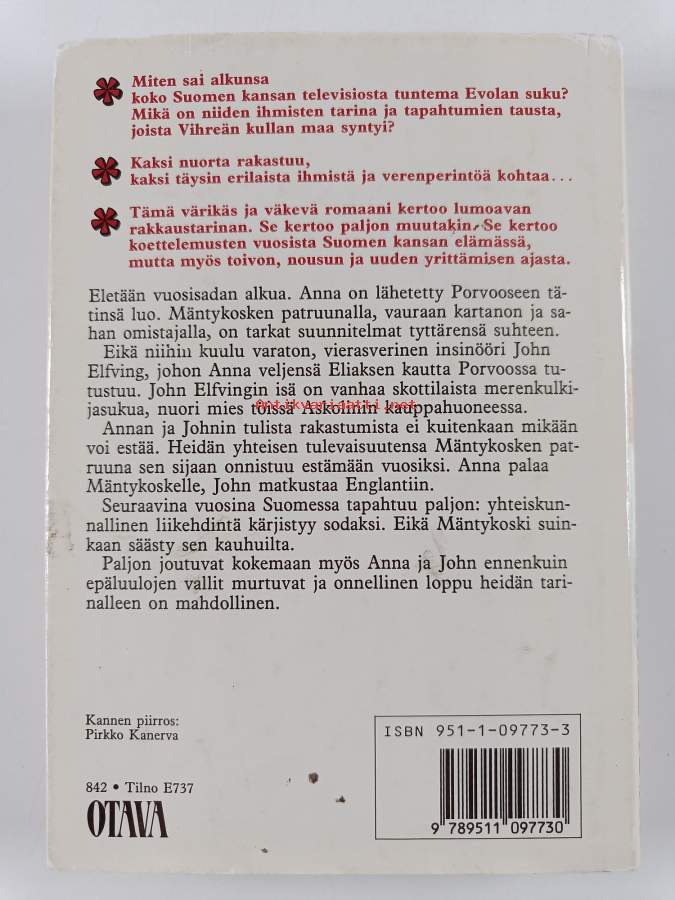 Miten sai alkunsa
koko Suomen kansan televisiosta tuntema Evolan suku?
Mikä on niiden ihmisten tarina ja tapahtumien tausta,
joista Vihreän kullan maa syntyi?
Kaksi nuorta rakastuu,
kaksi täysin erilaista ihmistä ja verenperintöä kohtaa...
Tämä värikäs ja väkevä romaani kertoo lumoavan
rakkaustarinan. Se kertoo paljon muutakin. Se kertoo
koettelemusten vuosista Suomen kansan elämässä,
mutta myös toivon, nousun ja uuden yrittämisen ajasta.
Eletään vuosisadan alkua. Anna on lähetetty Porvooseen tä-
tinsä luo. Mäntykosken patruunalla, vauraan kartanon ja sa-
han omistajalla, on tarkat suunnitelmat tyttärensä suhteen.
Eikä niihin kuulu varaton, vierasverinen insinööri John
Elfving, johon Anna veljensä Eliaksen kautta Porvoossa tu-
tustuu. John Elfvingin isä on vanhaa skottilaista merenkulki-
jasukua, nuori mies töissä Askolinin kauppahuoneessa.
Antikvariaatti.net
Annan ja Johnin tulista rakastumista ei kuitenkaan mikään
voi estää. Heidän yhteisen tulevaisuutensa Mäntykosken pat-
ruuna sen sijaan onnistuu estämään vuosiksi. Anna palaa
Mäntykoskelle, John matkustaa Englantiin.
Seuraavina vuosina Suomessa tapahtuu paljon: yhteiskun-
nallinen liikehdintä kärjistyy sodaksi. Eikä Mäntykoski suin-
kaan säästy sen kauhuilta.
Paljon joutuvat kokemaan myös Anna ja John ennenkuin
epäluulojen vallit murtuvat ja onnellinen loppu heidän tari-
nalleen on mahdollinen.
Kannen piirros:
Pirkko Kanerva
842 • Tilno E737
OTAVA
ISBN 951-1-09773-3
9 789511 097730